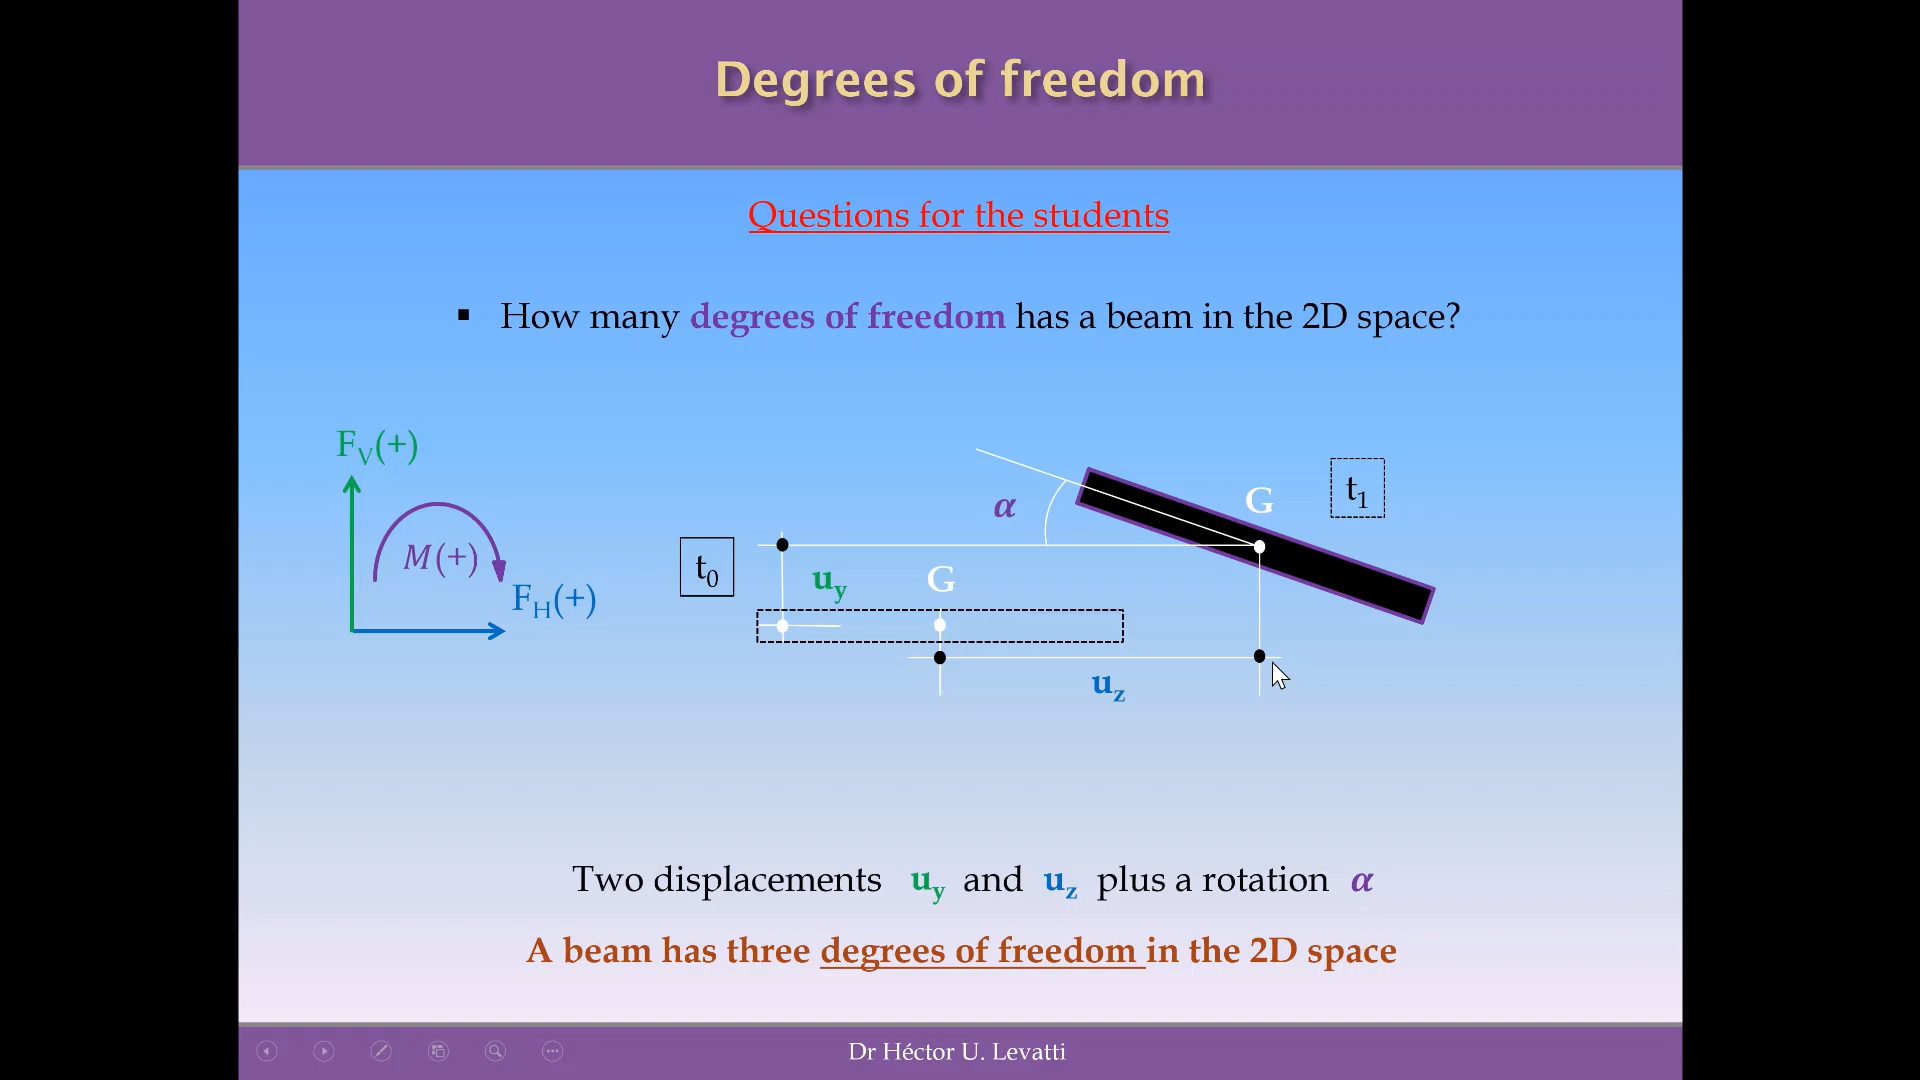 Degrees of freedom
Questions for the students
▪ How many degrees of freedom has a beam in the 2D space?
F_V(+)
M(+)
F_H(+)
t_0
u_y
G
α
G
t_1
u_z
Two displacements u_y and u_z plus a rotation α
A beam has three degrees of freedom in the 2D space
Dr Héctor U. Levatti